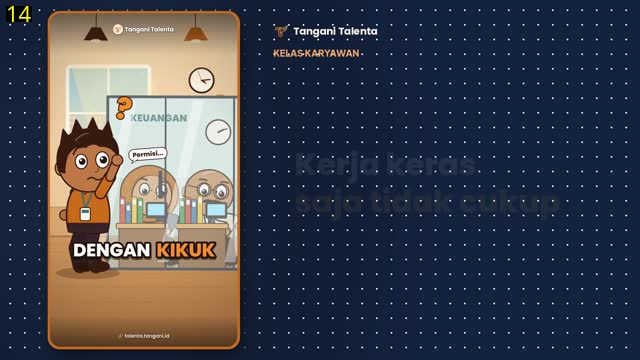 14
Tangani Talenta
KEUANGAN
Permisi...
DENGAN KIKUK
talenta.tangani.id
Tangani Talenta
KELAS KARYAWAN
Kerja keras
saja tidak cukup